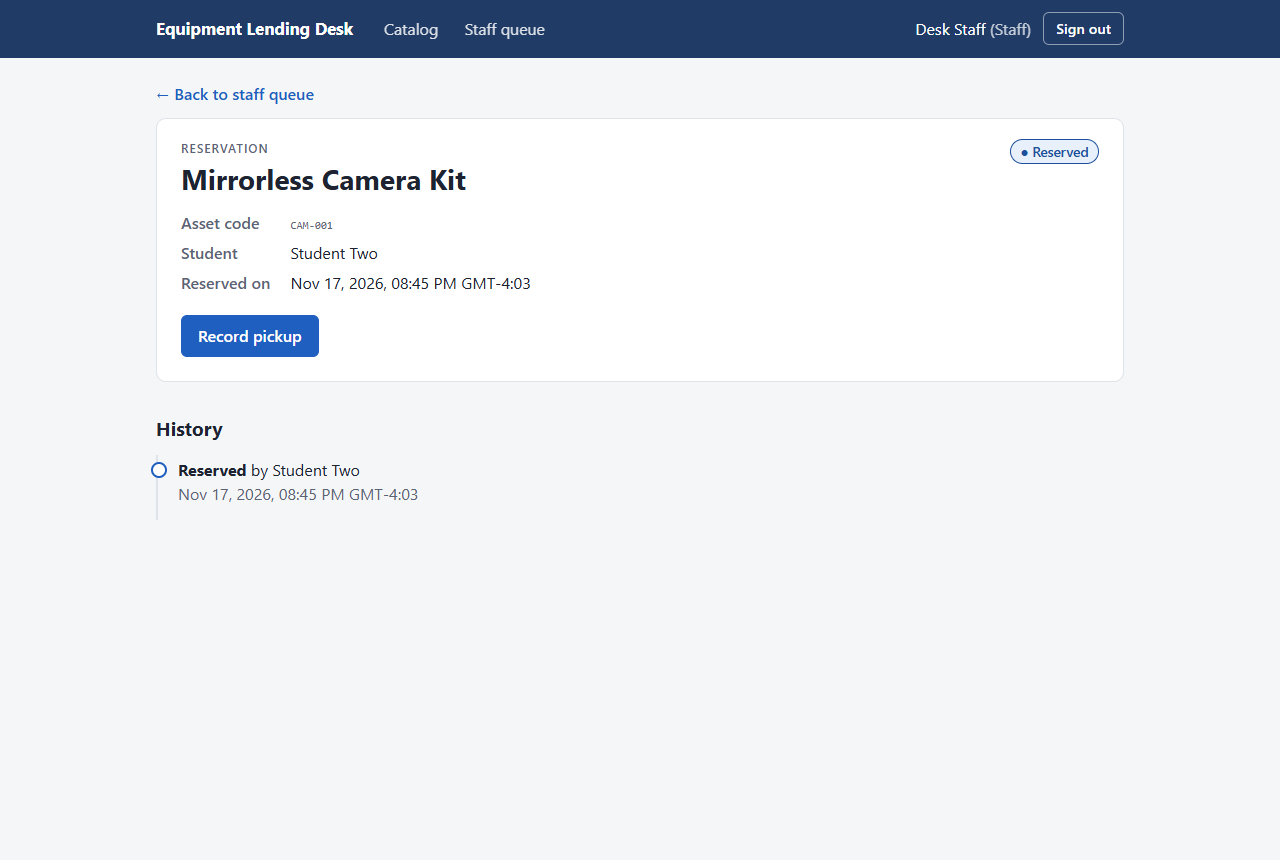 Equipment Lending Desk Catalog Staff queue Desk Staff (Staff) Sign out
← Back to staff queue
RESERVATION
● Reserved
Mirrorless Camera Kit
Asset code CAM-001
Student Student Two
Reserved on Nov 17, 2026, 08:45 PM GMT-4:03
Record pickup
History
Reserved by Student Two
Nov 17, 2026, 08:45 PM GMT-4:03